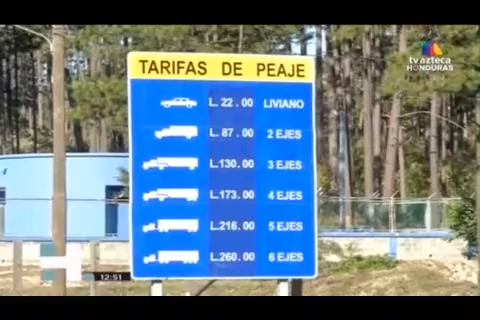 tv azteca
HONDURAS
TARIFAS DE PEAJE
L. 22.00 LIVIANO
L. 87.00 2 EJES
L.130.00 3 EJES
L.173.00 4 EJES
L.216.00 5 EJES
L.260.00 6 EJES
12:51